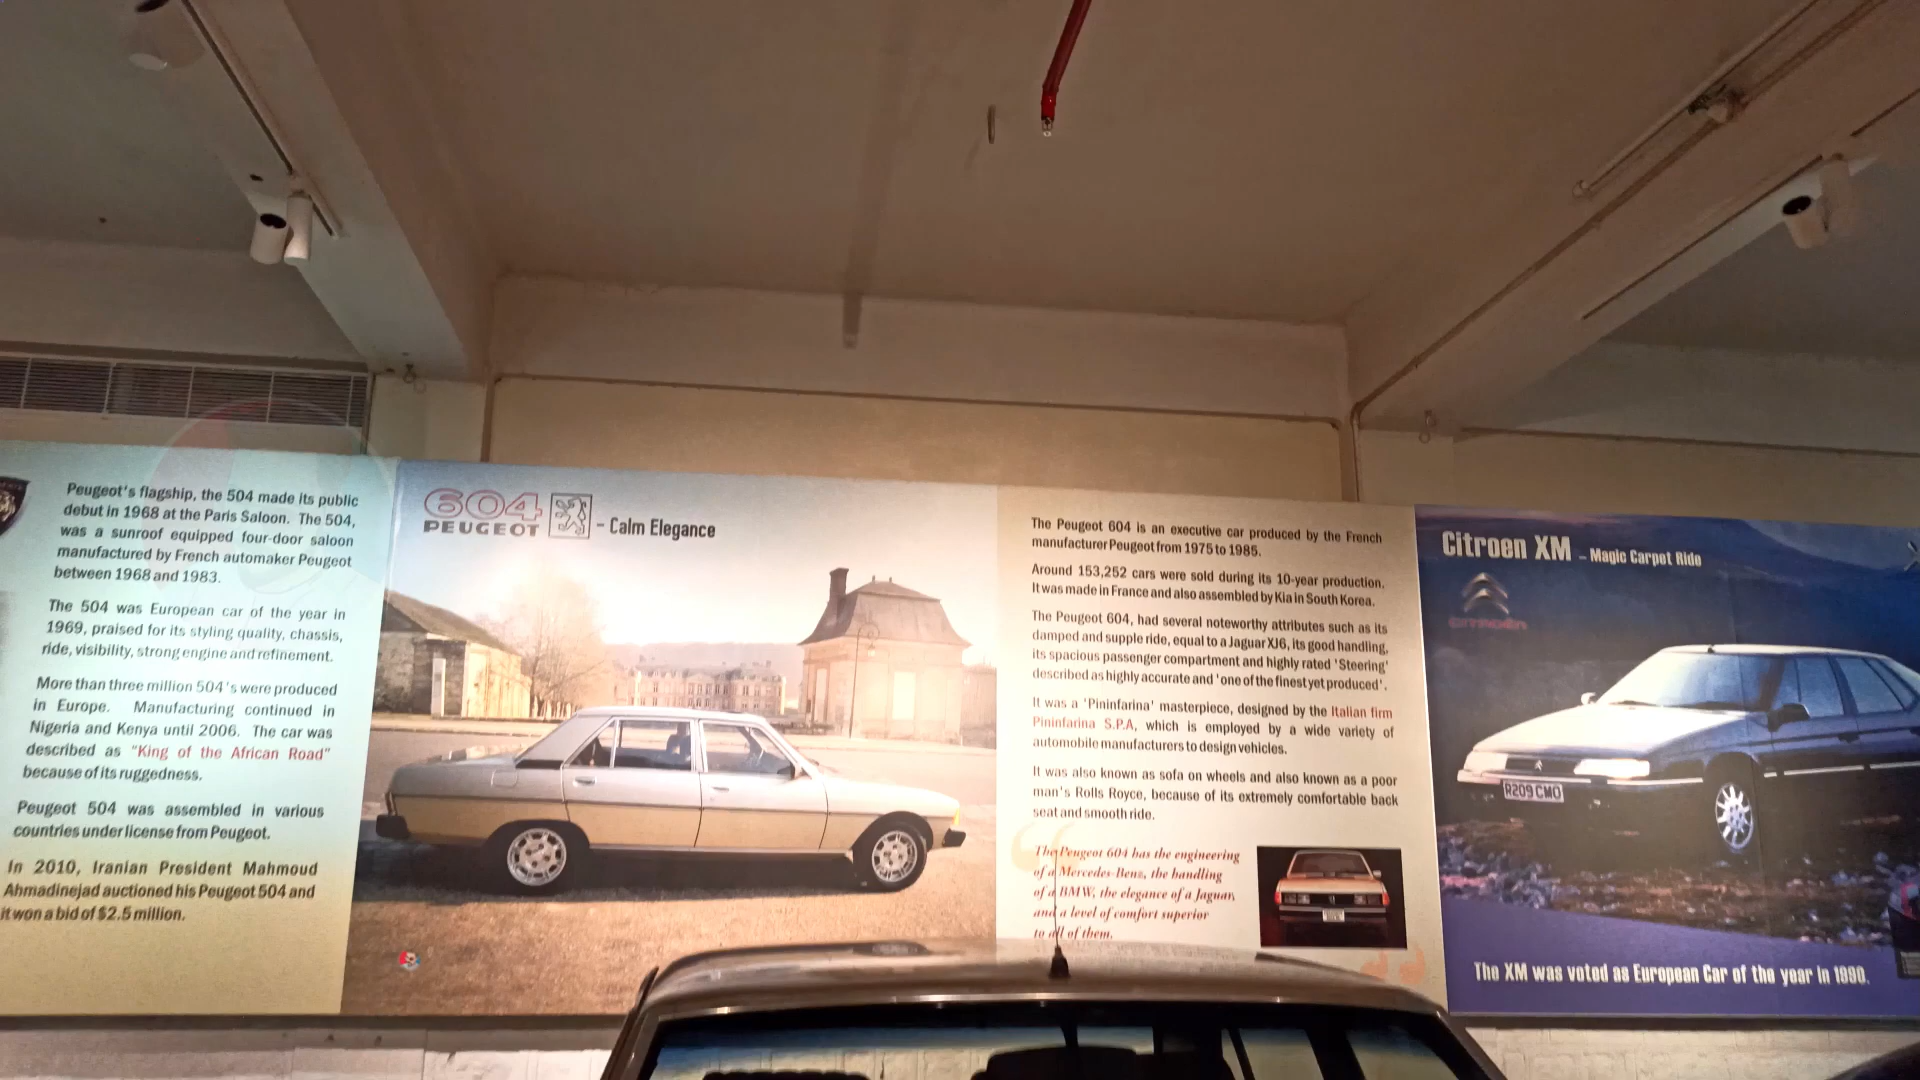 Peugeot's flagship, the 504 made its public
debut in 1968 at the Paris Saloon. The 504,
was a sunroof equipped four-door saloon
manufactured by French automaker Peugeot
between 1968 and 1983.
The 504 was European car of the year in
1969, praised for its styling quality, chassis,
ride, visibility, strong engine and refinement.
More than three million 504's were produced
in Europe. Manufacturing continued in
Nigeria and Kenya until 2006. The car was
described as "King of the African Road"
because of its ruggedness.
Peugeot 504 was assembled in various
countries under license from Peugeot.
In 2010, Iranian President Mahmoud
Ahmadinejad auctioned his Peugeot 504 and
it won a bid of $2.5 million.
604
PEUGEOT
- Calm Elegance
The Peugeot 604 is an executive car produced by the French
manufacturer Peugeot from 1975 to 1985.
Around 153,252 cars were sold during its 10-year production.
It was made in France and also assembled by Kia in South Korea.
The Peugeot 604, had several noteworthy attributes such as its
damped and supple ride, equal to a Jaguar XJ6, its good handling,
its spacious passenger compartment and highly rated 'Steering'
described as highly accurate and 'one of the finest yet produced'.
It was a 'Pininfarina' masterpiece, designed by the Italian firm
Pininfarina S.P.A, which is employed by a wide variety of
automobile manufacturers to design vehicles.
It was also known as sofa on wheels and also known as a poor
man's Rolls Royce, because of its extremely comfortable back
seat and smooth ride.
The Peugeot 604 has the engineering
of a Mercedes-Benz, the handling
of a BMW, the elegance of a Jaguar,
and a level of comfort superior
to all of them.
Citroen XM - Magic Carpet Ride
R209 CMO
The XM was voted as European Car of the year in 1990.